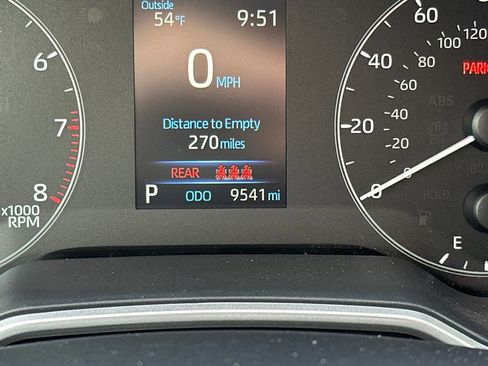 Outside
54°F 9:51
0 MPH
Distance to Empty
270 miles
REAR
P ODO 9541 mi
6
7
8
x1000
RPM
60
40
20
0
120
100
80
60
40
20
0
PARK
ABS
HOLD
E